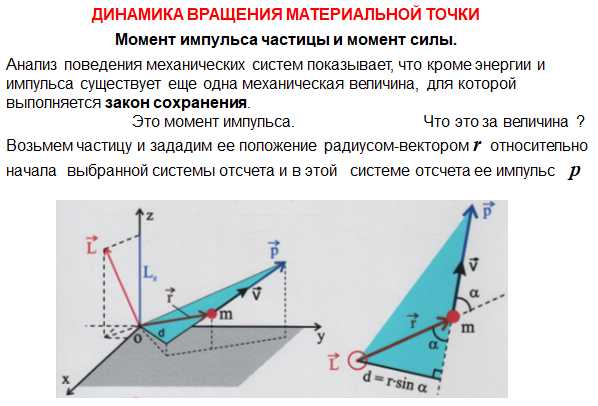 ДИНАМИКА ВРАЩЕНИЯ МАТЕРИАЛЬНОЙ ТОЧКИ
Момент импульса частицы и момент силы.
Анализ поведения механических систем показывает, что кроме энергии и
импульса существует еще одна механическая величина, для которой
выполняется закон сохранения.
Это момент импульса. Что это за величина ?
Возьмем частицу и зададим ее положение радиусом-вектором r относительно
начала выбранной системы отсчета и в этой системе отсчета ее импульс p
z
L
Lz
p
r
v
m
d
o
y
x
p
v
α
r
m
α
L
d = r·sin α